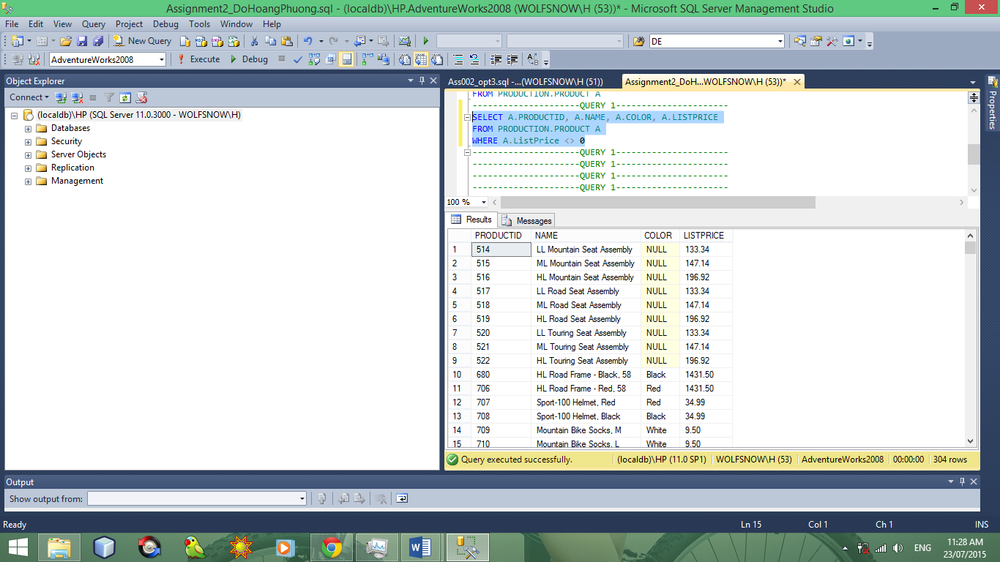 Assignment2_DoHoangPhuong.sql - (localdb)\HP.AdventureWorks2008 (WOLFSNOW\H (53))* - Microsoft SQL Server Management Studio
File Edit View Query Project Debug Tools Window Help
New Query DE
AdventureWorks2008 Execute Debug
Object Explorer
Connect
(localdb)\HP (SQL Server 11.0.3000 - WOLFSNOW\H)
Databases
Security
Server Objects
Replication
Management
Ass002_opt3.sql -...(WOLFSNOW\H (51)) Assignment2_DoH...WOLFSNOW\H (53))*
Properties
FROM PRODUCTION.PRODUCT A
---------------------QUERY 1----------------------
SELECT A.PRODUCTID, A.NAME, A.COLOR, A.LISTPRICE
FROM PRODUCTION.PRODUCT A
WHERE A.ListPrice <> 0
---------------------QUERY 1----------------------
---------------------QUERY 1----------------------
---------------------QUERY 1----------------------
---------------------QUERY 1----------------------
100 %
Results Messages
PRODUCTID NAME COLOR LISTPRICE
1 514 LL Mountain Seat Assembly NULL 133.34
2 515 ML Mountain Seat Assembly NULL 147.14
3 516 HL Mountain Seat Assembly NULL 196.92
4 517 LL Road Seat Assembly NULL 133.34
5 518 ML Road Seat Assembly NULL 147.14
6 519 HL Road Seat Assembly NULL 196.92
7 520 LL Touring Seat Assembly NULL 133.34
8 521 ML Touring Seat Assembly NULL 147.14
9 522 HL Touring Seat Assembly NULL 196.92
10 680 HL Road Frame - Black, 58 Black 1431.50
11 706 HL Road Frame - Red, 58 Red 1431.50
12 707 Sport-100 Helmet, Red Red 34.99
13 708 Sport-100 Helmet, Black Black 34.99
14 709 Mountain Bike Socks, M White 9.50
15 710 Mountain Bike Socks, L White 9.50
Query executed successfully. (localdb)\HP (11.0 SP1) WOLFSNOW\H (53) AdventureWorks2008 00:00:00 304 rows
Output
Show output from:
Ready Ln 15 Col 1 Ch 1 INS
ENG 11:28 AM
23/07/2015